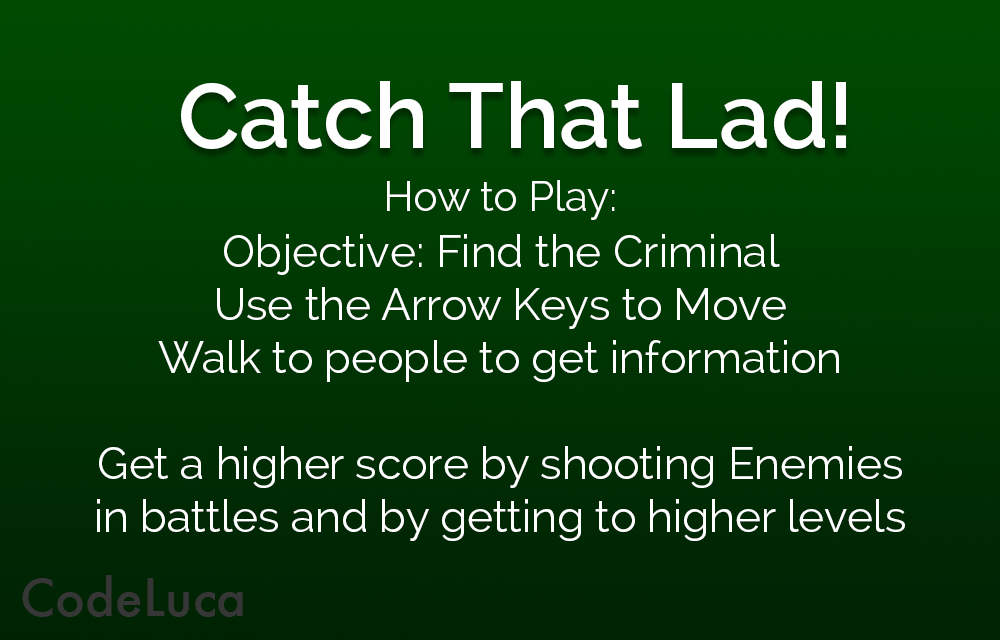 Catch That Lad!
How to Play:
Objective: Find the Criminal
Use the Arrow Keys to Move
Walk to people to get information
Get a higher score by shooting Enemies
in battles and by getting to higher levels
CodeLuca